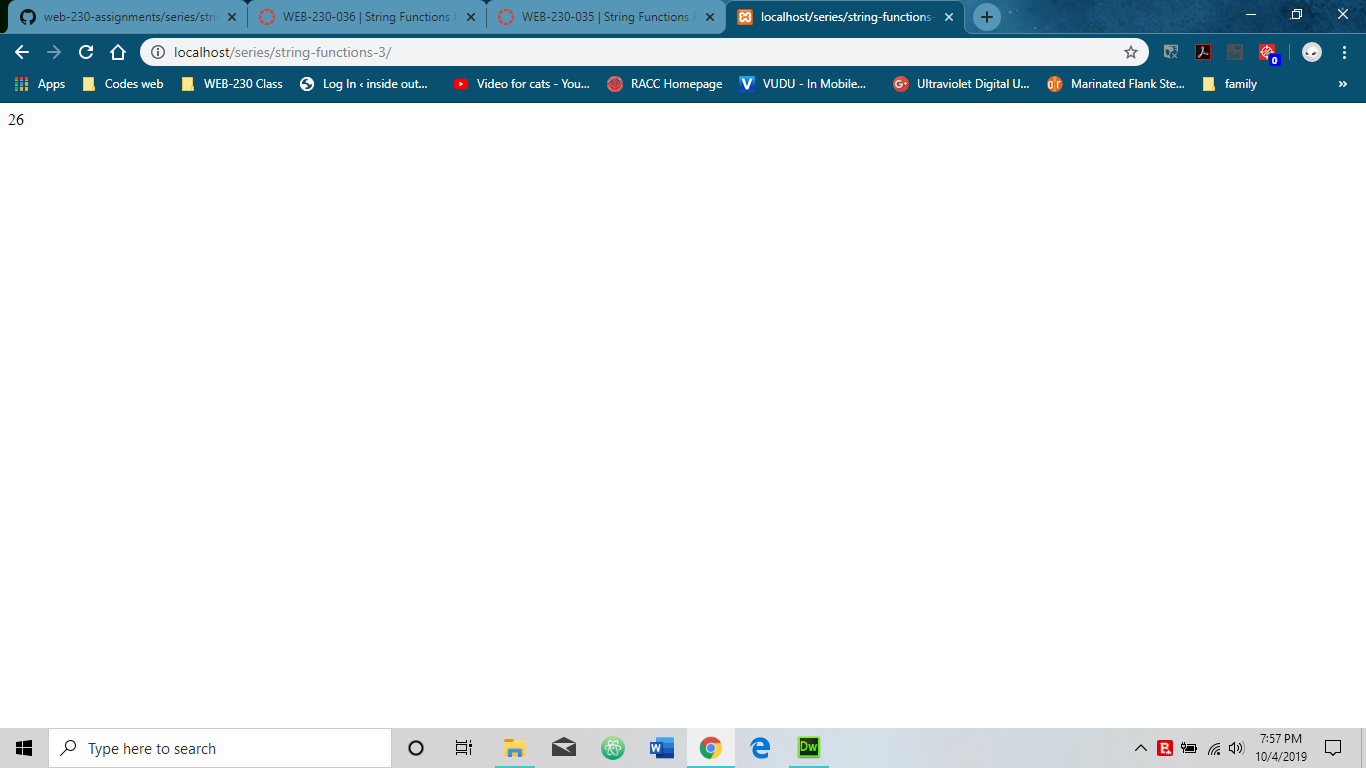 web-230-assignments/series/stri
WEB-230-036 | String Functions
WEB-230-035 | String Functions
localhost/series/string-functions-
localhost/series/string-functions-3/
0
Apps
Codes web
WEB-230 Class
Log In ‹ inside out...
Video for cats - You...
RACC Homepage
VUDU - In Mobile...
Ultraviolet Digital U...
Marinated Flank Ste...
family
»
26
Type here to search
Dw
7:57 PM
10/4/2019